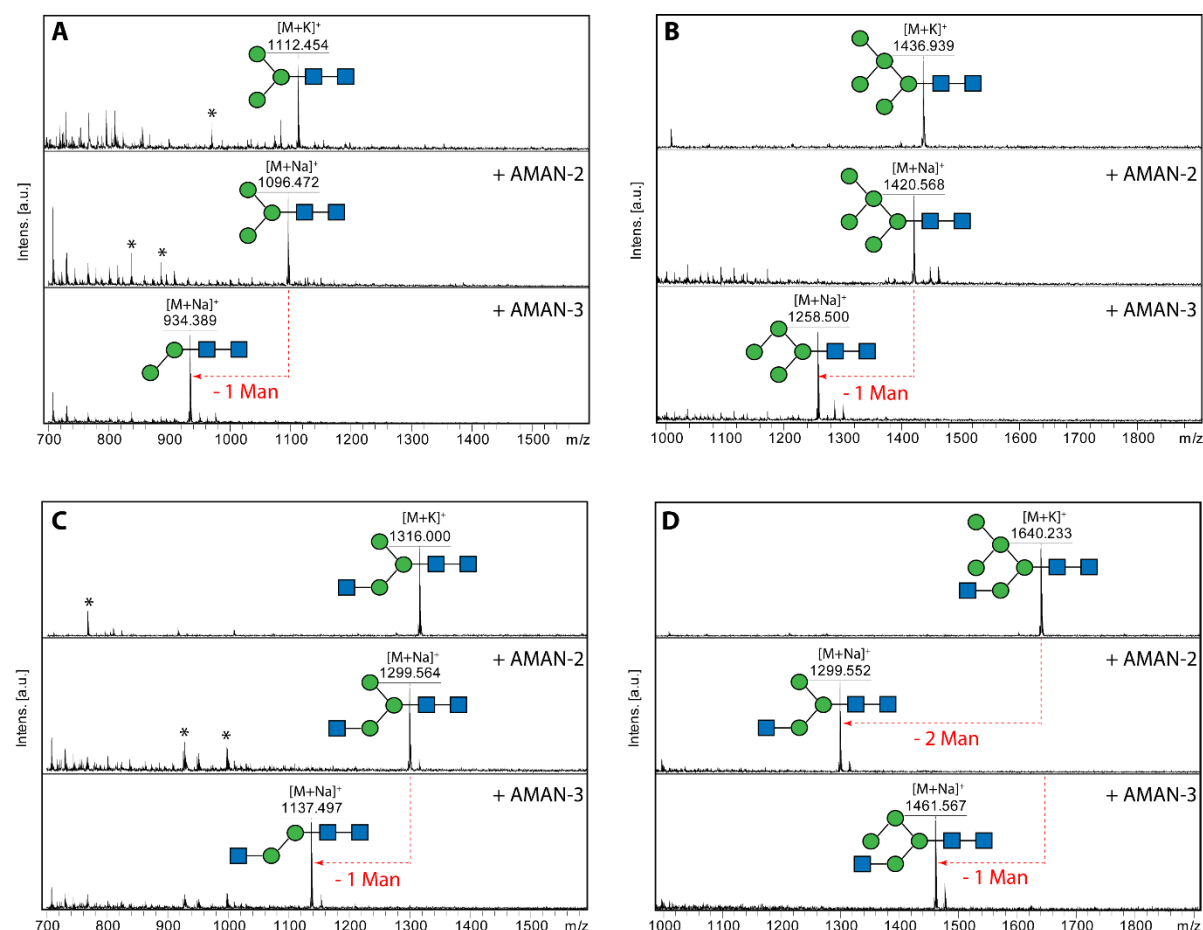 A
[M+K]⁺
1112.454
*
+ AMAN-2
[M+Na]⁺
1096.472
*
*
+ AMAN-3
[M+Na]⁺
934.389
- 1 Man
Intens. [a.u.]
700 800 900 1000 1100 1200 1300 1400 1500 m/z
B
[M+K]⁺
1436.939
+ AMAN-2
[M+Na]⁺
1420.568
+ AMAN-3
[M+Na]⁺
1258.500
- 1 Man
Intens. [a.u.]
1000 1200 1300 1400 1500 1600 1700 1800 m/z
C
[M+K]⁺
1316.000
*
+ AMAN-2
[M+Na]⁺
1299.564
*
*
+ AMAN-3
[M+Na]⁺
1137.497
- 1 Man
Intens. [a.u.]
700 800 900 1000 1100 1200 1300 1400 1500 m/z
D
[M+K]⁺
1640.233
+ AMAN-2
[M+Na]⁺
1299.552
- 2 Man
+ AMAN-3
[M+Na]⁺
1461.567
- 1 Man
Intens. [a.u.]
1000 1200 1300 1400 1500 1600 1700 1800 m/z